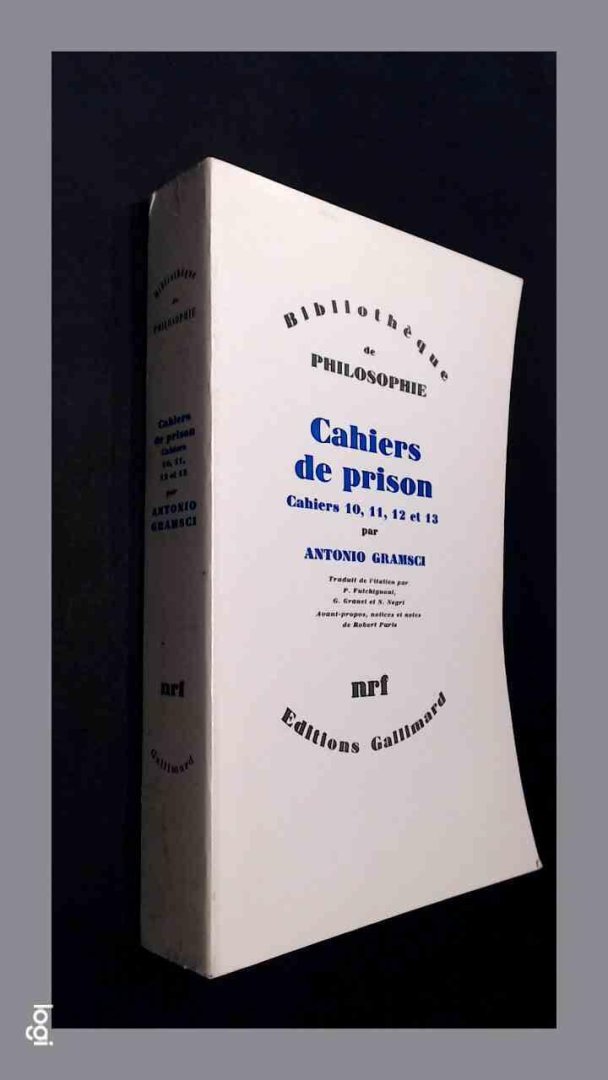 Bibliothèque
de
PHILOSOPHIE
Cahiers
de prison
Cahiers
10, 11,
12 et 13
par
ANTONIO
GRAMSCI
nrf
Gallimard
Bibliothèque
de
PHILOSOPHIE
Cahiers
de prison
Cahiers 10, 11, 12 et 13
par
ANTONIO GRAMSCI
Traduit de l'italien par
P. Fulchignoni,
G. Granel et N. Negri
Avant-propos, notices et notes
de Robert Paris
nrf
Editions Gallimard
logi